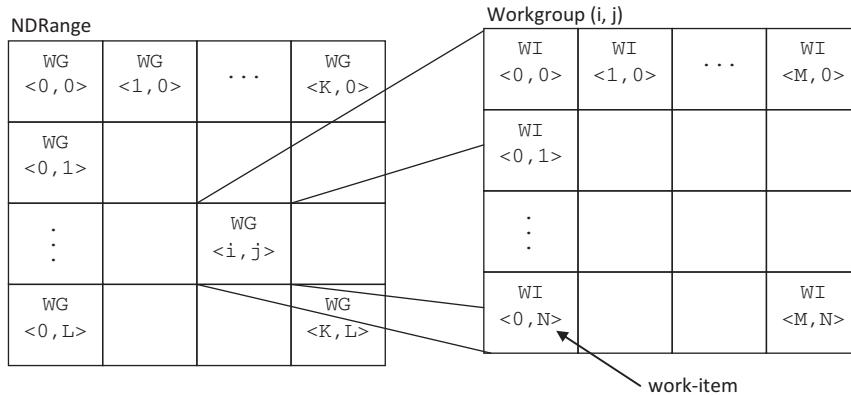 NDRange
WG
<0,0>
WG
<1,0>
...
WG
<K,0>
WG
<0,1>
...
WG
<i,j>
WG
<0,L>
WG
<K,L>
Workgroup (i, j)
WI
<0,0>
WI
<1,0>
...
WI
<M,0>
WI
<0,1>
...
WI
<0,N>
WI
<M,N>
work-item